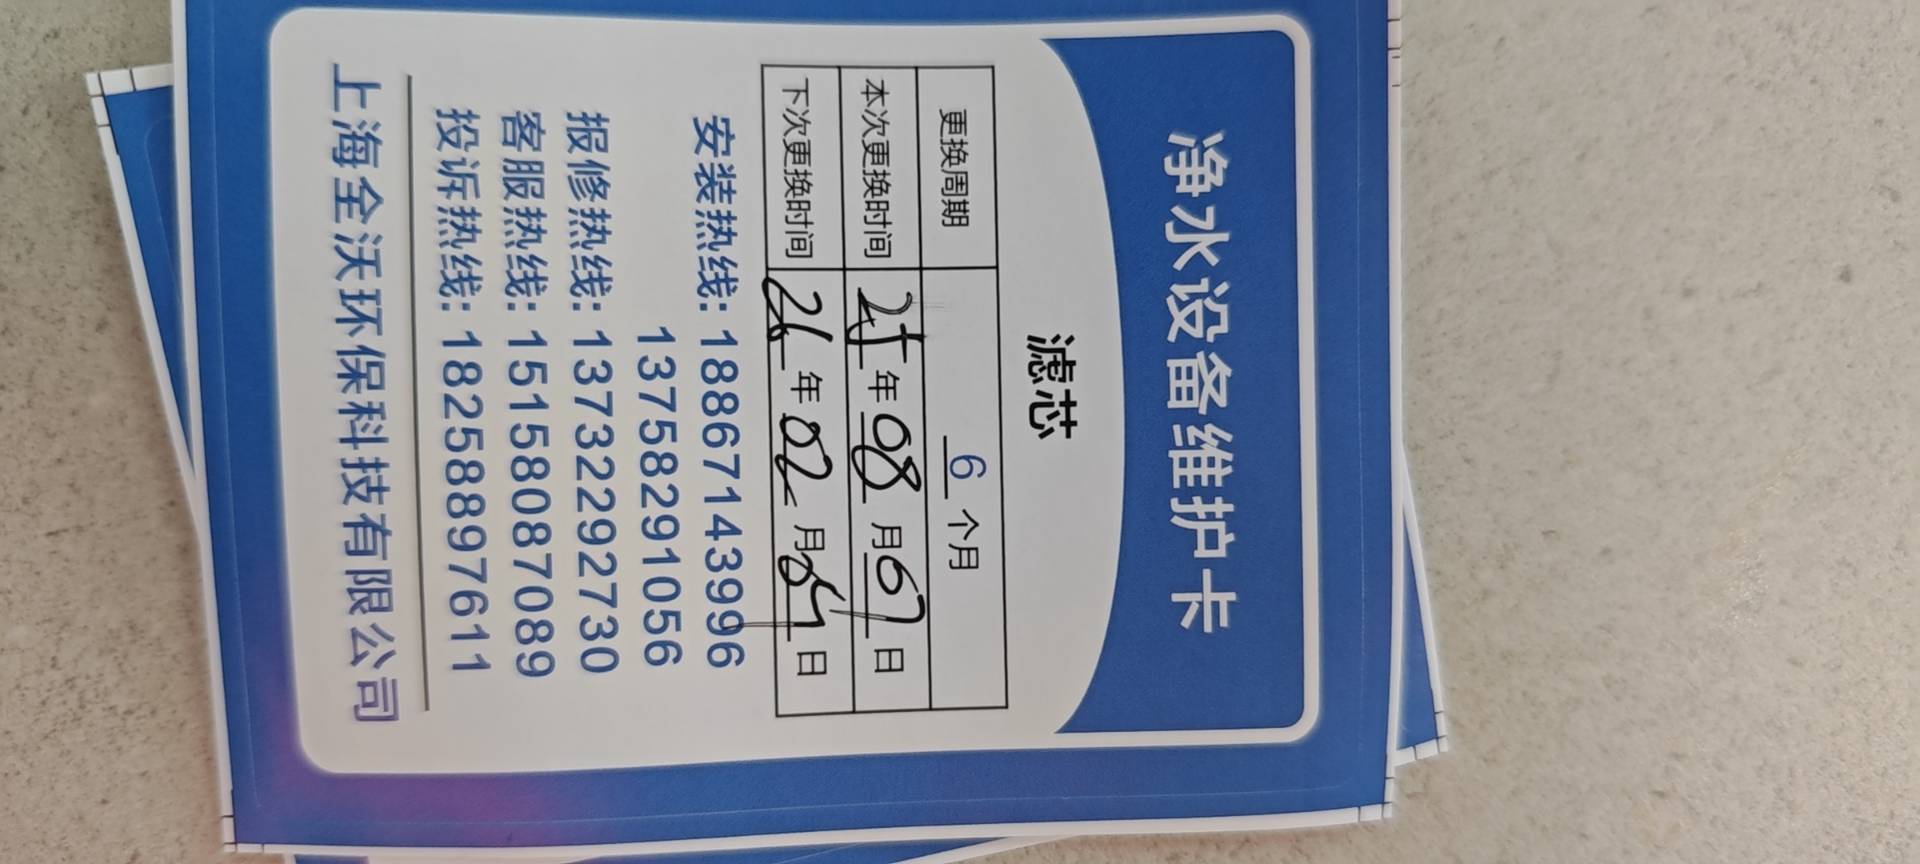 净水设备维护卡
滤芯
更换周期 6 个月
本次更换时间 25 年 08 月 07 日
下次更换时间 26 年 02 月 日
安装热线: 18867143996
13758291056
报修热线: 13732292730
客服热线: 15158087089
投诉热线: 18258897611
上海全沃环保科技有限公司